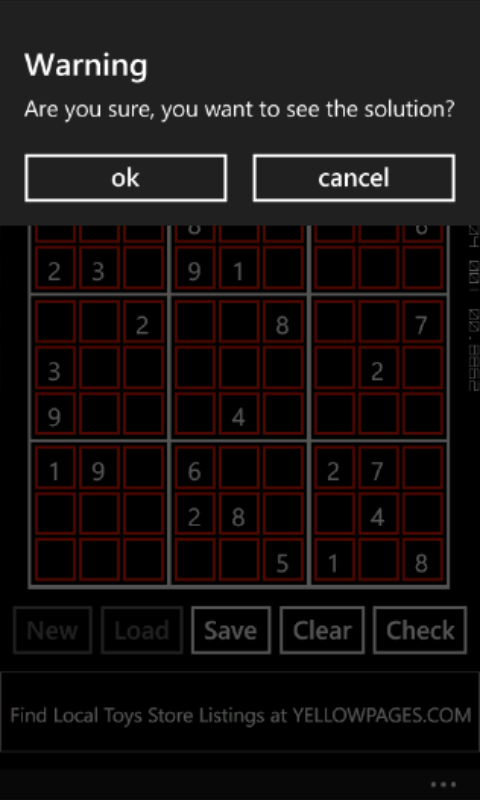 Warning
Are you sure, you want to see the solution?
ok cancel
2 3 9 1
2 8 7
3 2
9 4
1 9 6 2 7
2 8 4
5 1 8
New Load Save Clear Check
Find Local Toys Store Listings at YELLOWPAGES.COM